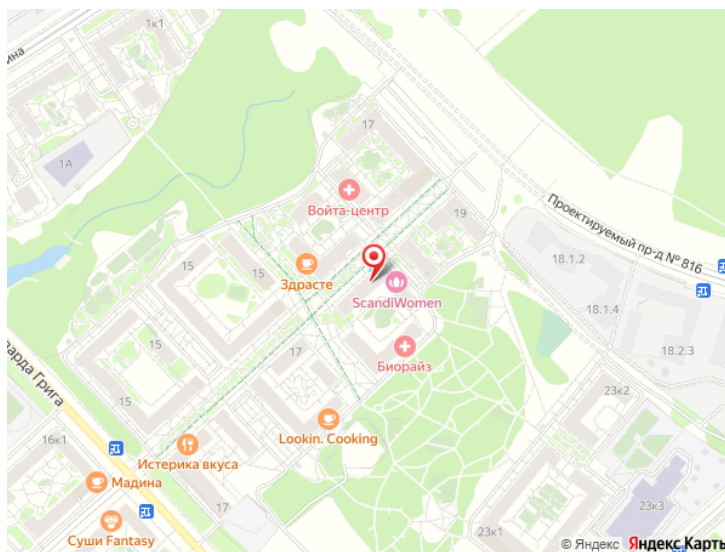 1к1
ина
17
1А
Войта-центр
19
Проектируемый пр-д № 816
18.1.2
15
15
Здрасте
ScandiWomen
18.1.4
18.2.3
17
Биорайз
15
15
варда Грига
23к2
Lookin. Cooking
16к1
Истерика вкуса
Мадина
17
23к3
23к1
Суши Fantasy
© Яндекс Яндекс.Карты